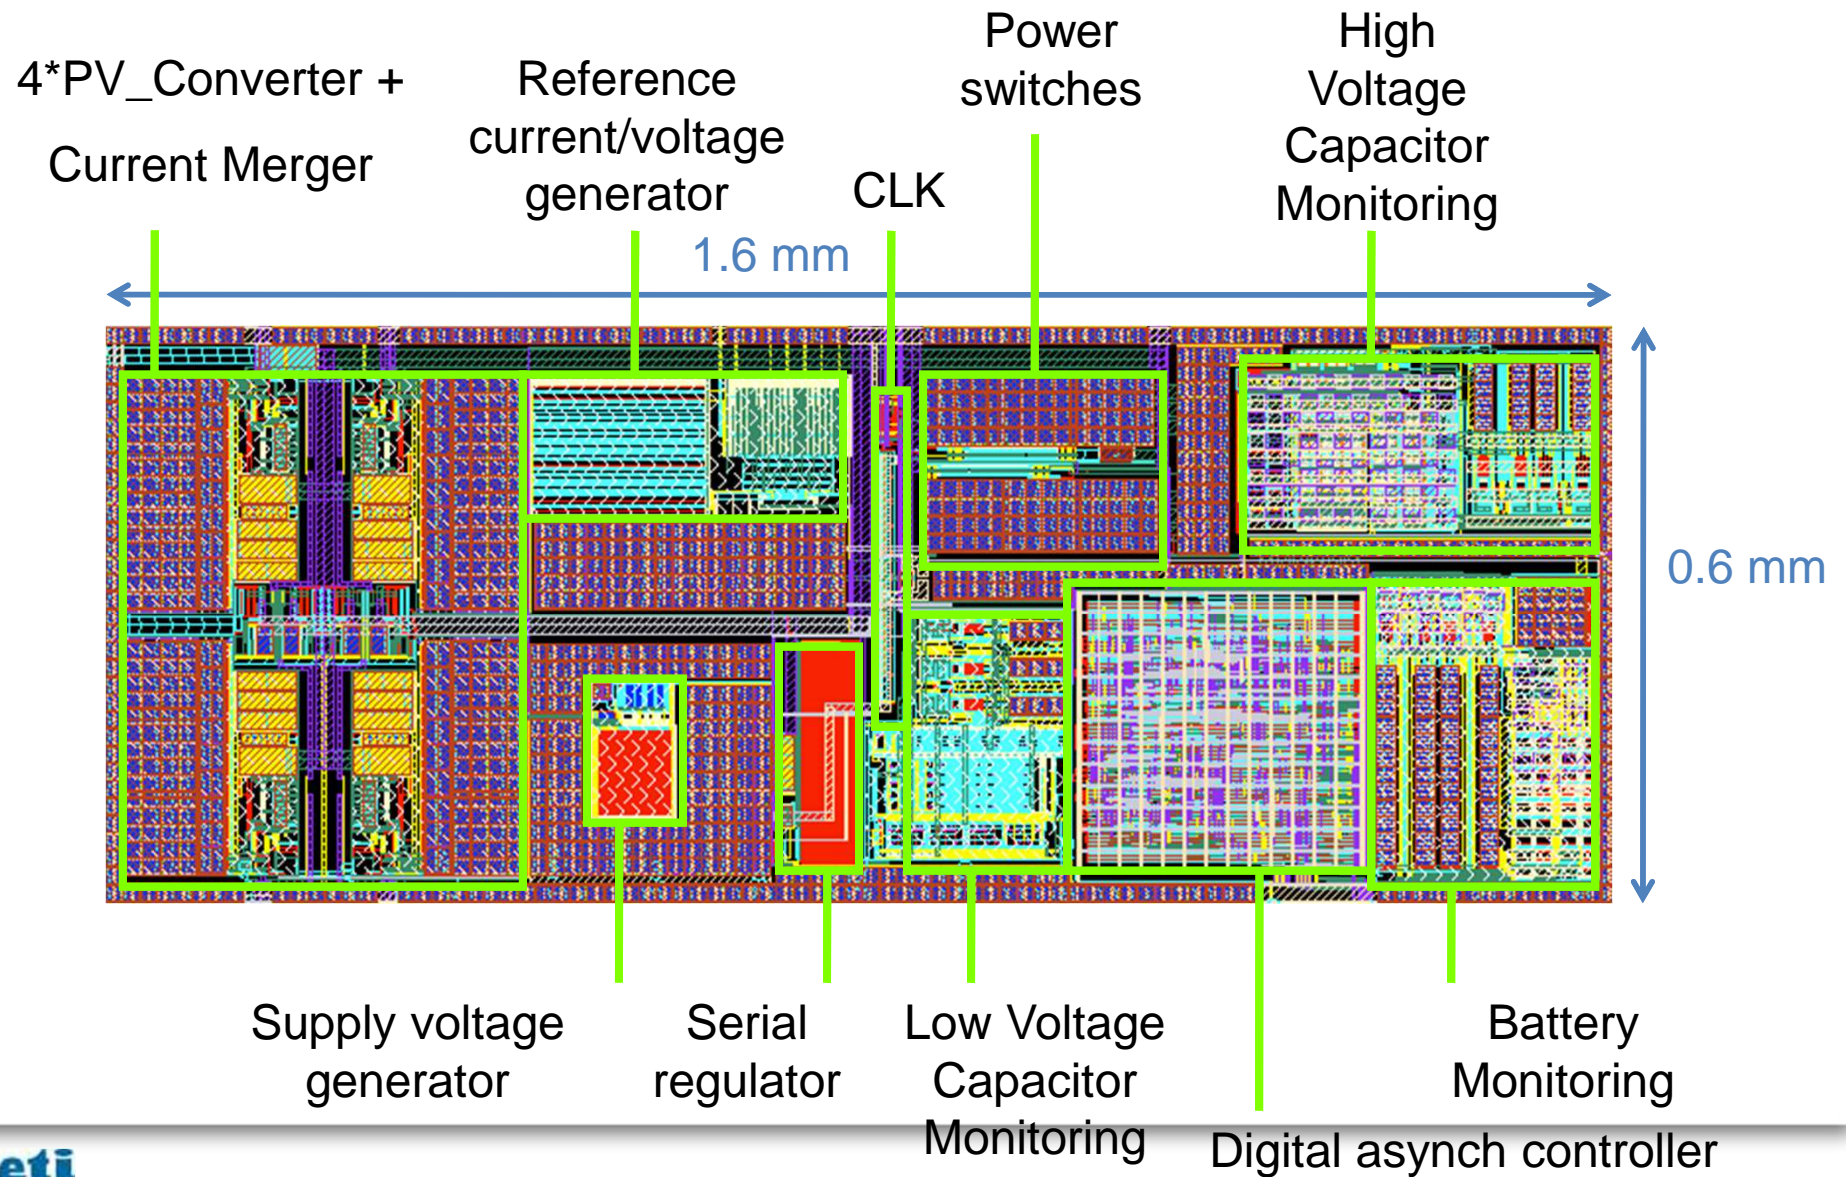 4*PV_Converter +
Current Merger
Reference
current/voltage
generator
CLK
Power
switches
High
Voltage
Capacitor
Monitoring
1.6 mm
0.6 mm
Supply voltage
generator
Serial
regulator
Low Voltage
Capacitor
Monitoring
Digital asynch controller
Battery
Monitoring
eti